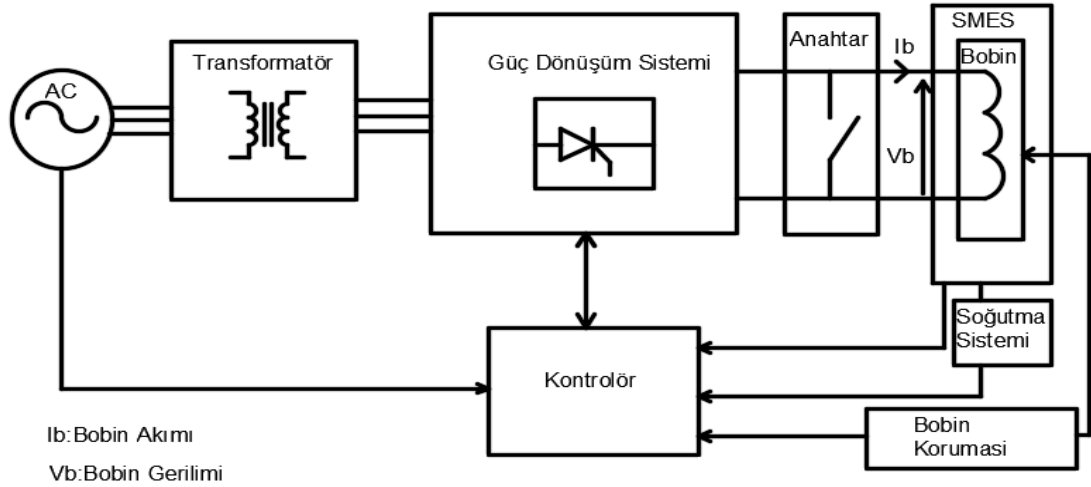 SMES
Anahtar
Ib
Bobin
Transformatör
Güç Dönüşüm Sistemi
AC
Vb
Soğutma
Sistemi
Kontrolör
Bobin
Korumasi
Ib:Bobin Akımı
Vb:Bobin Gerilimi